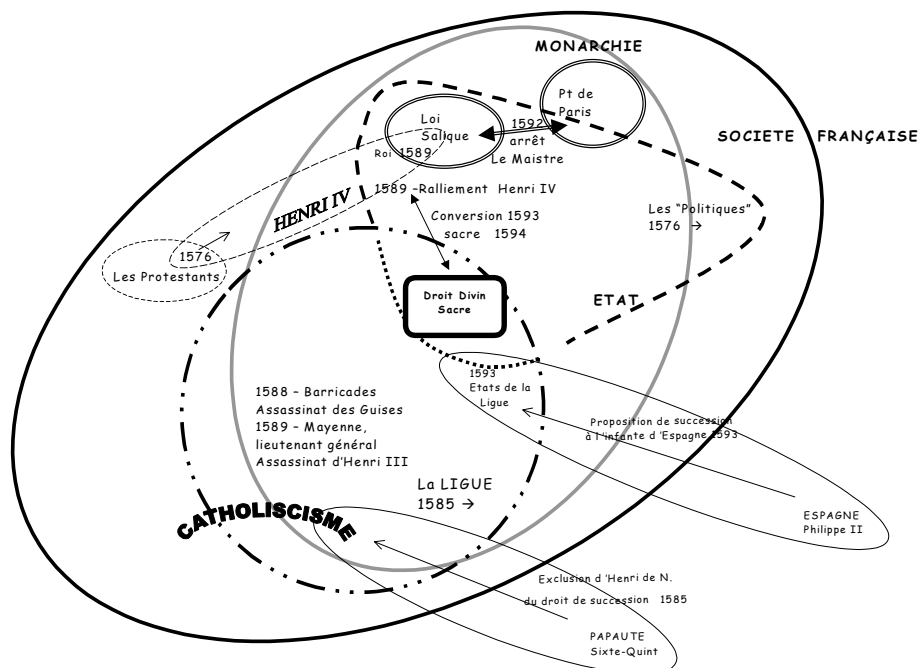 MONARCHIE
Pt de
Paris
Loi
Salique
1592
arrêt
Le Maistre
Roi 1589
SOCIETE FRANÇAISE
1589 –Ralliement Henri IV
HENRI IV
Conversion 1593
sacre 1594
Les "Politiques"
1576 →
1576
Les Protestants
Droit Divin
Sacre
ETAT
1593
Etats de la
Ligue
1588 – Barricades
Assassinat des Guises
1589 – Mayenne,
lieutenant général
Assassinat d'Henri III
Proposition de succession
à l'infante d'Espagne 1593
La LIGUE
1585 →
CATHOLISCISME
ESPAGNE
Philippe II
Exclusion d'Henri de N.
du droit de succession 1585
PAPAUTE
Sixte-Quint